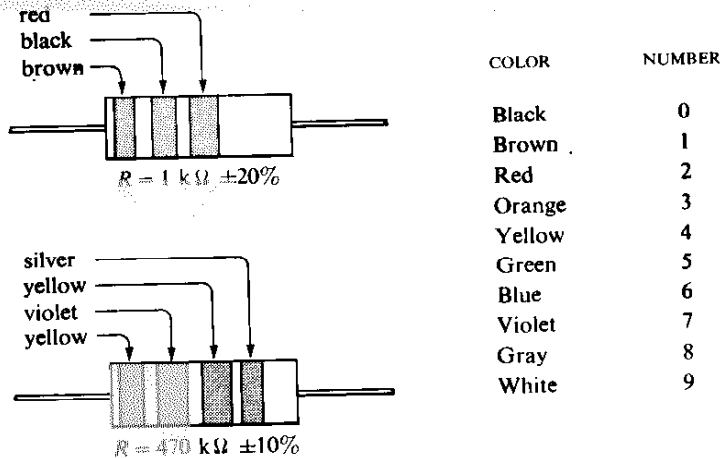 red
black
brown
R = 1 kΩ ±20%
silver
yellow
violet
yellow
R = 470 kΩ ±10%
COLOR NUMBER
Black 0
Brown 1
Red 2
Orange 3
Yellow 4
Green 5
Blue 6
Violet 7
Gray 8
White 9